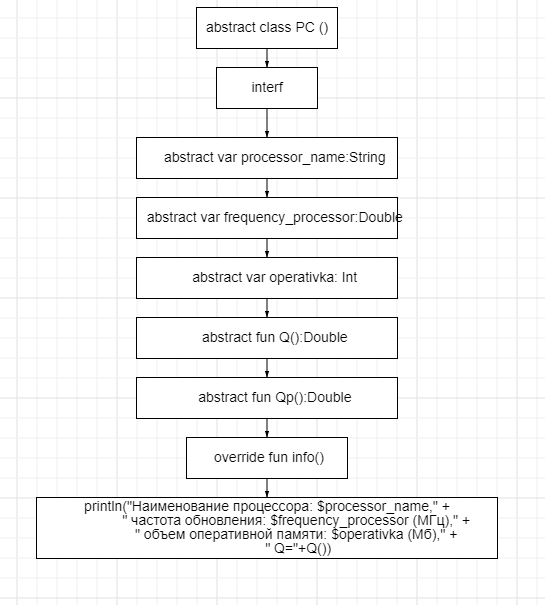 abstract class PC ()
interf
abstract var processor_name:String
abstract var frequency_processor:Double
abstract var operativka: Int
abstract fun Q():Double
abstract fun Qp():Double
override fun info()
println("Наименование процессора: $processor_name," +
" частота обновления: $frequency_processor (МГц)," +
" объем оперативной памяти: $operativka (Мб)," +
" Q="+Q())